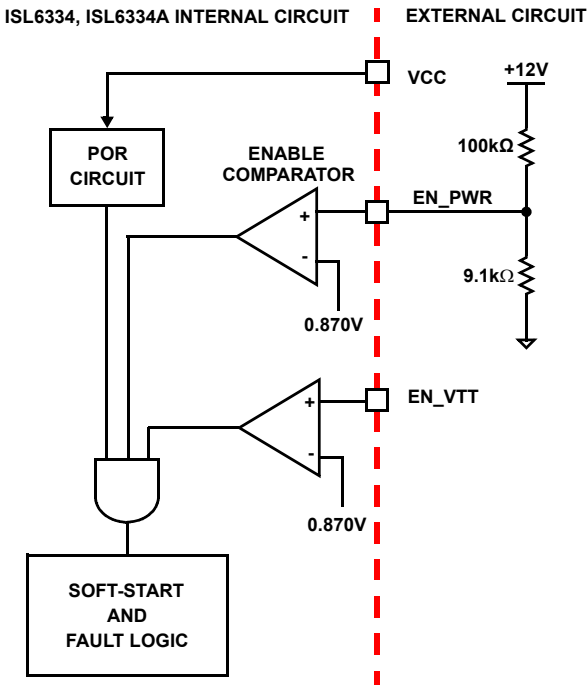 ISL6334, ISL6334A INTERNAL CIRCUIT
EXTERNAL CIRCUIT
VCC
+12V
POR
CIRCUIT
ENABLE
COMPARATOR
100kΩ
+
-
EN_PWR
9.1kΩ
0.870V
+
-
EN_VTT
0.870V
SOFT-START
AND
FAULT LOGIC